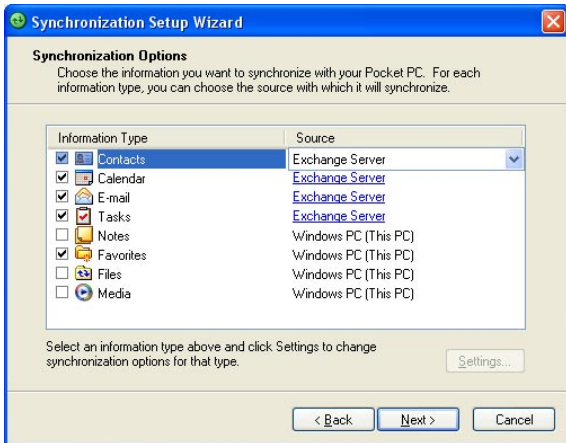 Synchronization Setup Wizard
Synchronization Options
Choose the information you want to synchronize with your Pocket PC. For each
information type, you can choose the source with which it will synchronize.
Information Type Source
Contacts Exchange Server
Calendar Exchange Server
E-mail Exchange Server
Tasks Exchange Server
Notes Windows PC (This PC)
Favorites Windows PC (This PC)
Files Windows PC (This PC)
Media Windows PC (This PC)
Select an information type above and click Settings to change
synchronization options for that type.
Settings...
< Back Next > Cancel